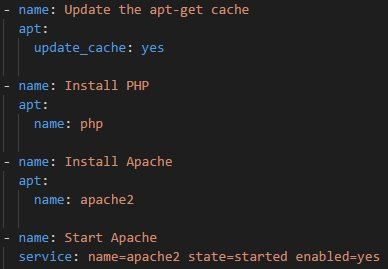 - name: Update the apt-get cache
  apt:
    update_cache: yes

- name: Install PHP
  apt:
    name: php

- name: Install Apache
  apt:
    name: apache2

- name: Start Apache
  service: name=apache2 state=started enabled=yes